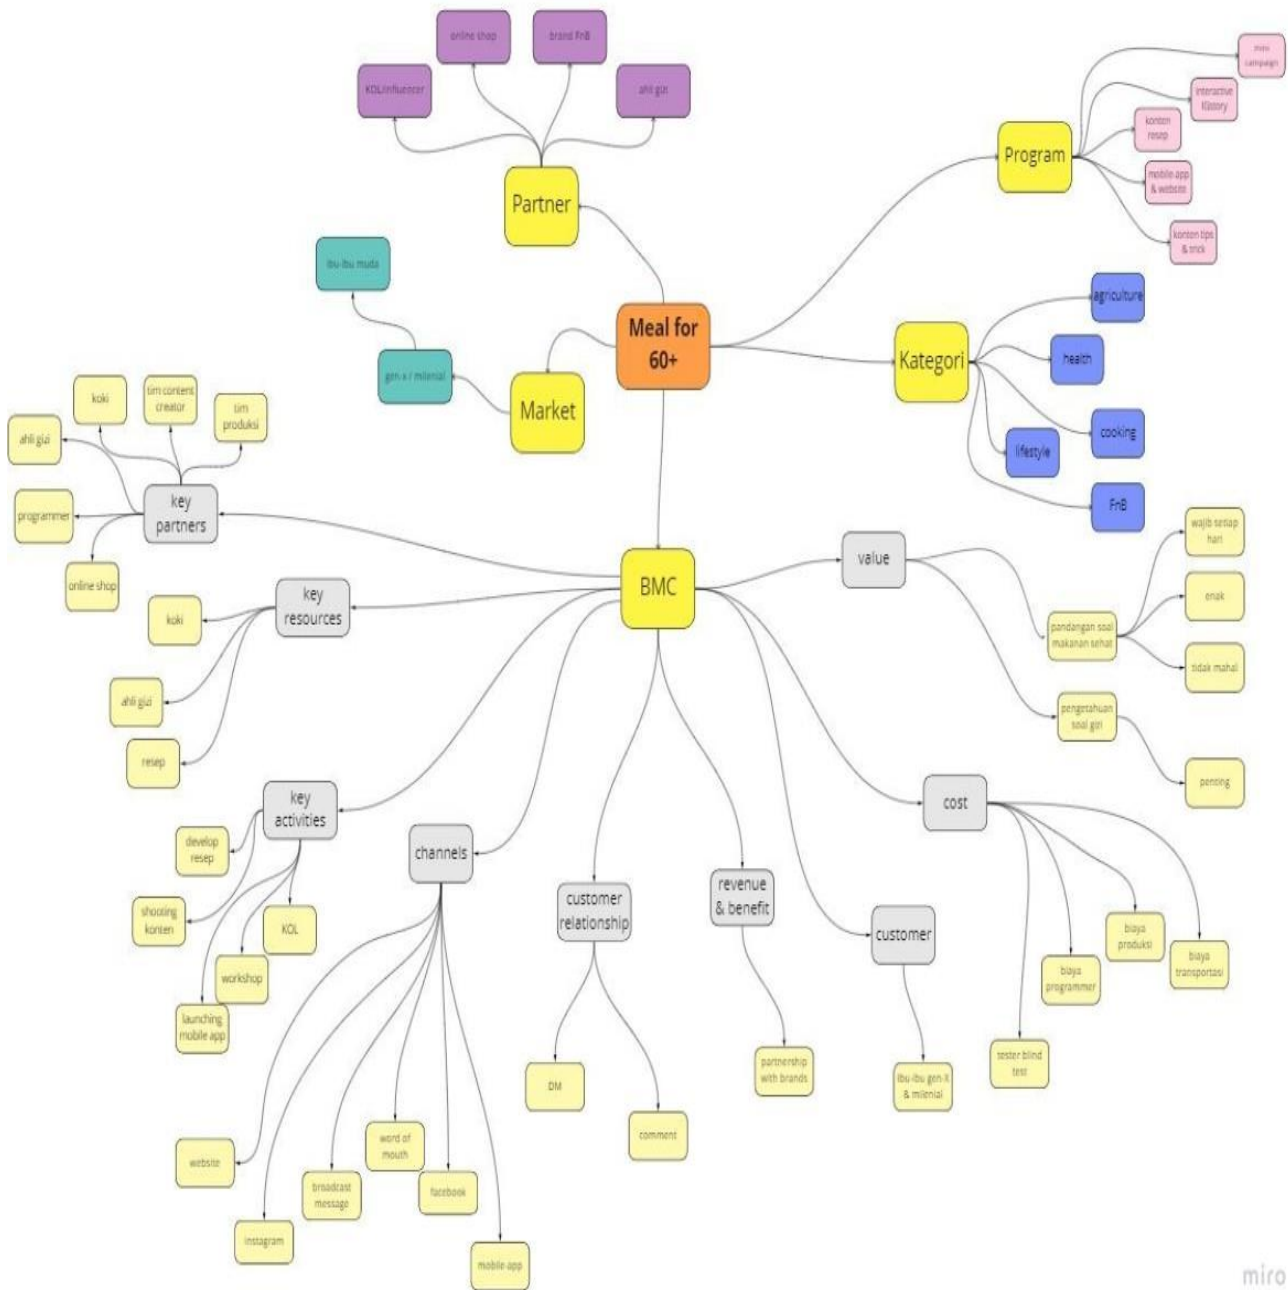 online shop
brand FnB
KOL/influencer
ahli gizi
Partner
mini
campaign
interactive
IGstory
konten
resep
Program
mobile app
& website
konten tips
& trick
ibu-ibu muda
gen x / milenial
Market
Meal for
60+
Kategori
agriculture
health
cooking
lifestyle
FnB
koki
tim content
creator
tim
produksi
ahli gizi
key
partners
programmer
online shop
BMC
value
wajib setiap
hari
enak
pandangan soal
makanan sehat
tidak mahal
pengetahuan
soal gizi
penting
key
resources
koki
ahli gizi
resep
key
activities
develop
resep
shooting
konten
KOL
workshop
launching
mobile app
channels
website
instagram
broadcast
message
word of
mouth
facebook
mobile-app
customer
relationship
DM
comment
revenue
& benefit
partnership
with brands
customer
ibu-ibu gen-X
& milenial
cost
tester blind
test
biaya
programmer
biaya
produksi
biaya
transportasi
miro